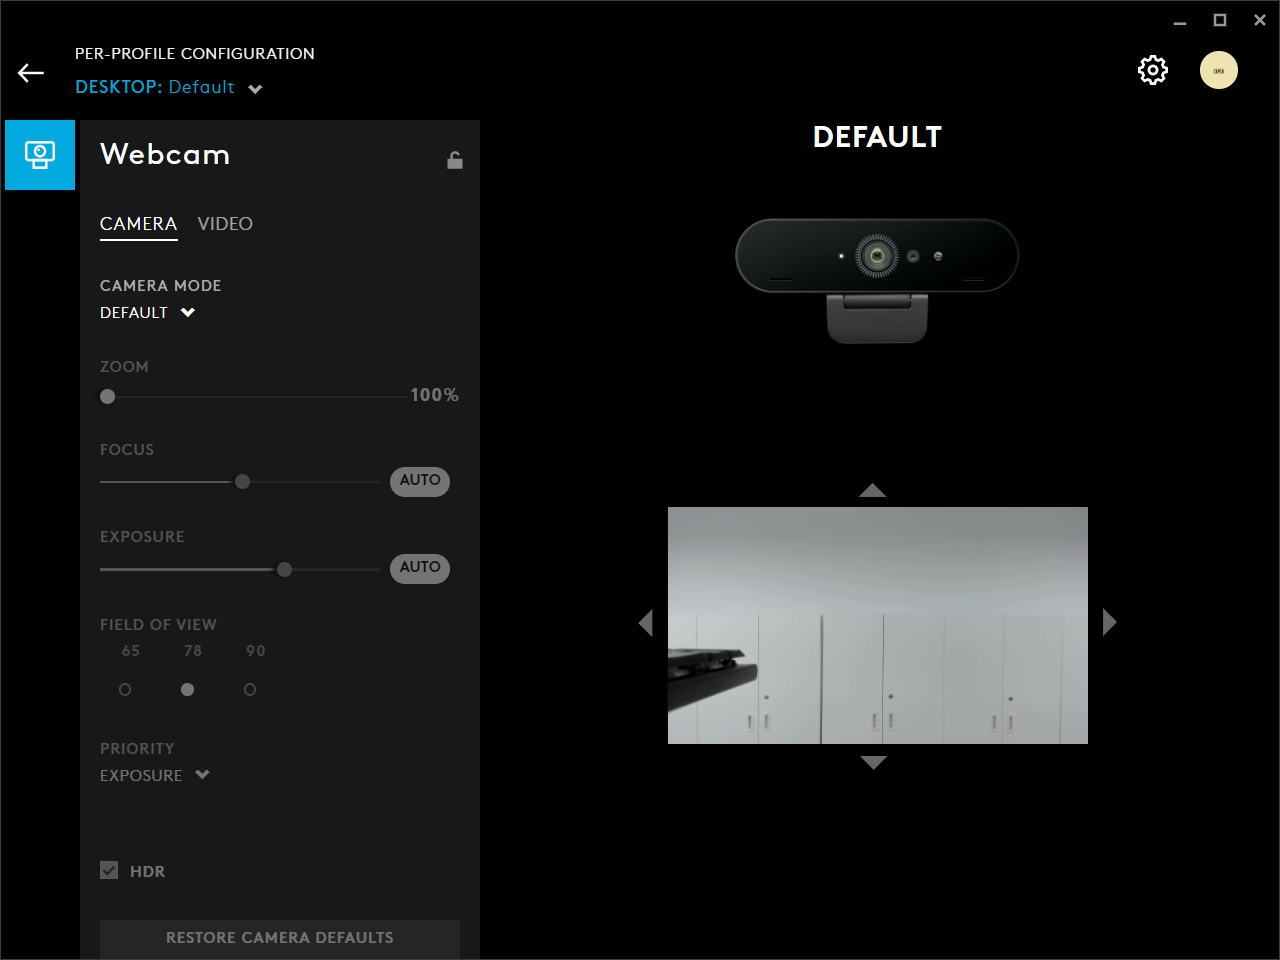 PER-PROFILE CONFIGURATION
DESKTOP: Default
Webcam
CAMERA VIDEO
CAMERA MODE
DEFAULT
ZOOM
100%
FOCUS
AUTO
EXPOSURE
AUTO
FIELD OF VIEW
65 78 90
PRIORITY
EXPOSURE
HDR
RESTORE CAMERA DEFAULTS
DEFAULT